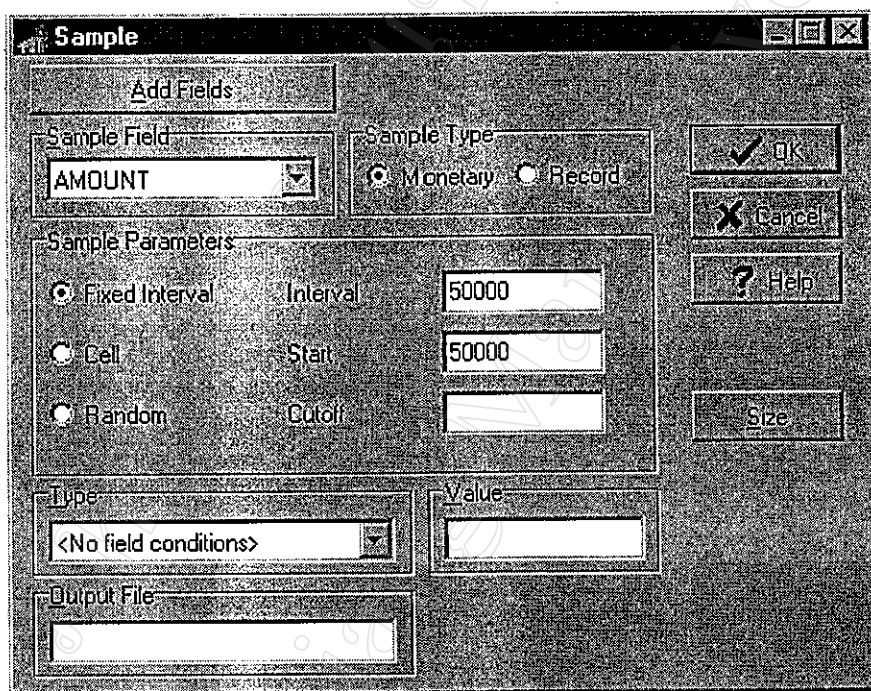 Sample
Add Fields
Sample Field
AMOUNT
Sample Type
Monetary
Record
OK
Cancel
Help
Size
Sample Parameters
Fixed Interval
Interval
50000
Cell
Start
50000
Random
Cutoff
Type
<No field conditions>
Value
Output File